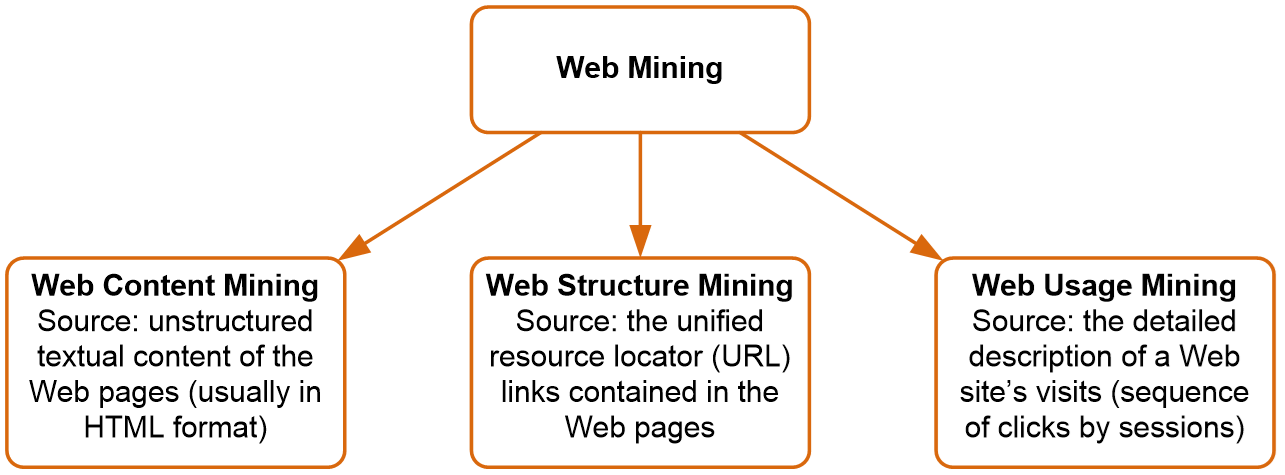 Web Mining
Web Content Mining
Source: unstructured
textual content of the
Web pages (usually in
HTML format)
Web Structure Mining
Source: the unified
resource locator (URL)
links contained in the
Web pages
Web Usage Mining
Source: the detailed
description of a Web
site’s visits (sequence
of clicks by sessions)